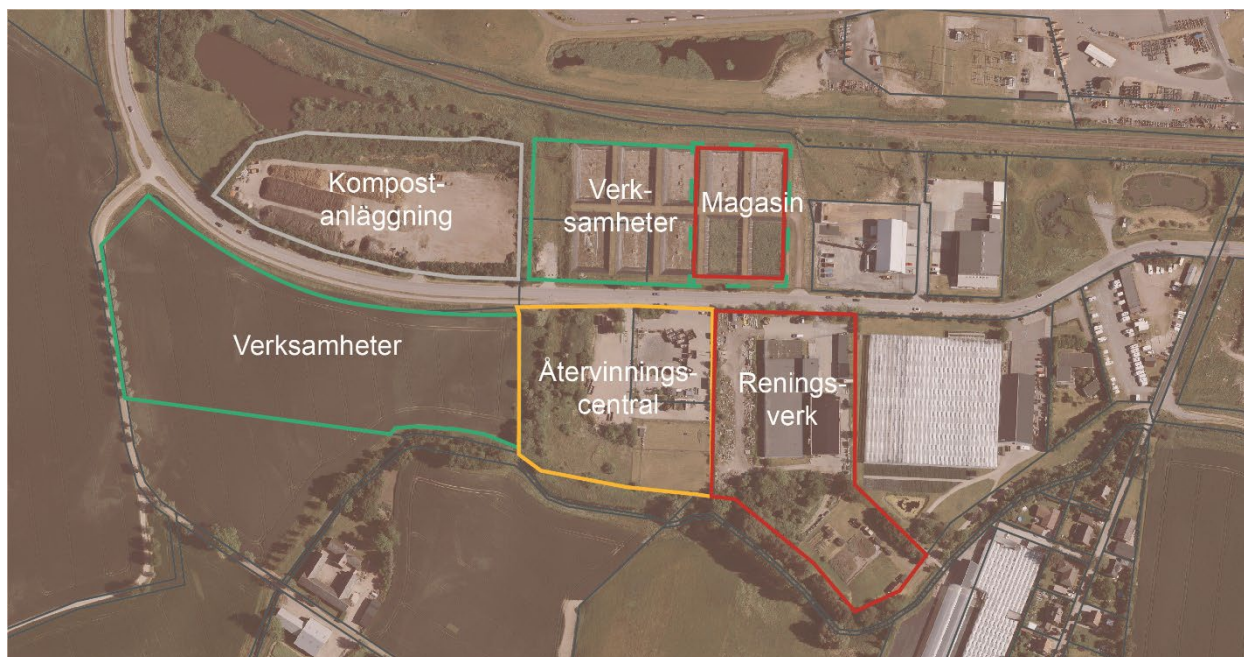 Kompost-
anläggning
Verk-
samheter
Magasin
Verksamheter
Återvinnings-
central
Renings-
verk